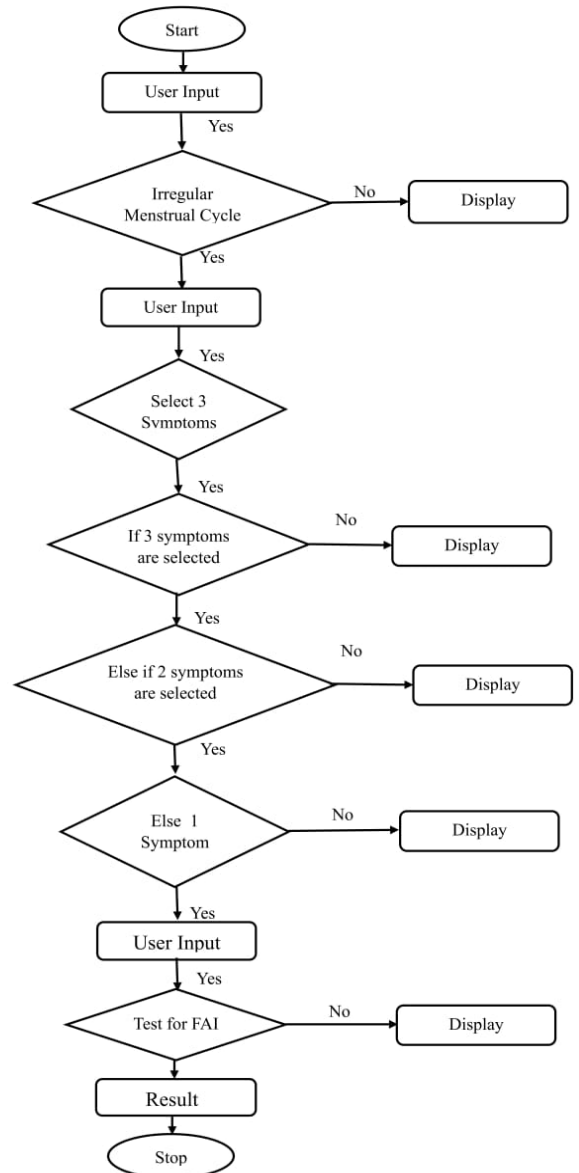 Start
User Input
Yes
Irregular
Menstrual Cycle
No
Display
Yes
User Input
Yes
Select 3
Symptoms
Yes
If 3 symptoms
are selected
No
Display
Yes
Else if 2 symptoms
are selected
No
Display
Yes
Else 1
Symptom
No
Display
Yes
User Input
Yes
Test for FAI
No
Display
Result
Stop